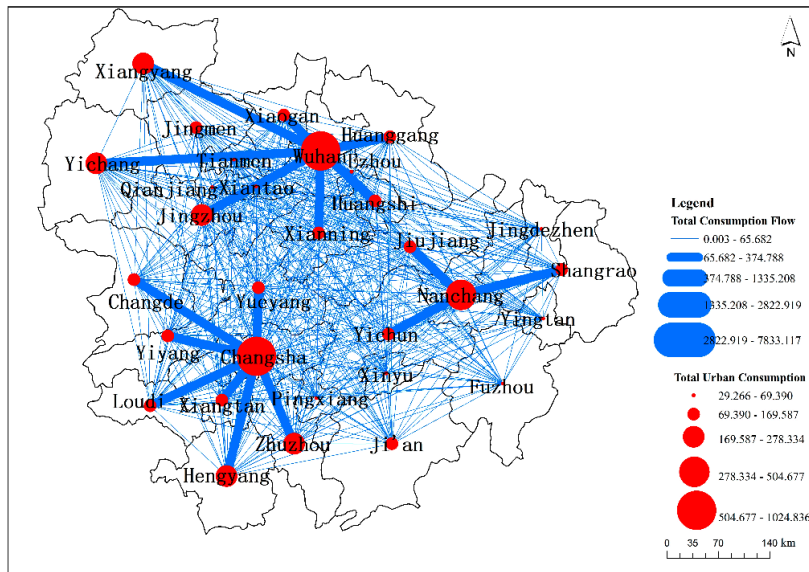 N
Xiangyang
Xiaogan
Jingmen
Huanggang
Wuhan
Yichang
Tianmen
Ezhou
Qianjiang
Xiantao
Huangshi
Jingzhou
Xianning
Jingdezhen
Jiujiang
Shangrao
Changde
Yueyang
Nanchang
Yingtan
Yichun
Yiyang
Changsha
Xinyu
Fuzhou
Loudi
Xiangtan
Pingxiang
Zhuzhou
Ji'an
Hengyang
Legend
Total Consumption Flow
0.003 - 65.682
65.682 - 374.788
374.788 - 1335.208
1335.208 - 2822.919
2822.919 - 7833.117
Total Urban Consumption
29.266 - 69.390
69.390 - 169.587
169.587 - 278.334
278.334 - 504.677
504.677 - 1024.836
0 35 70 140 km